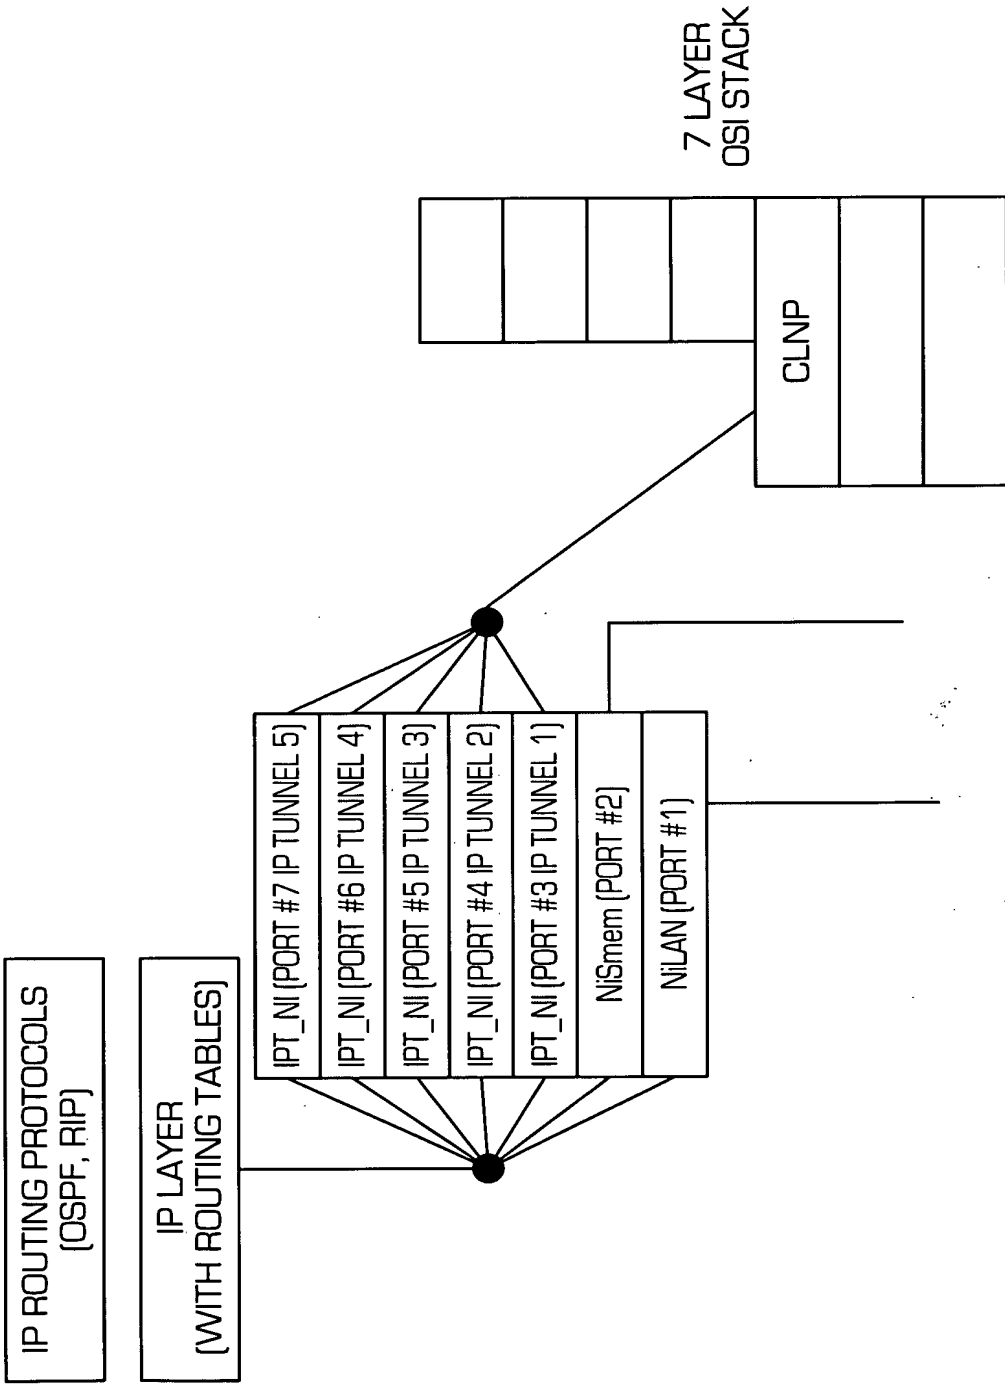 IP ROUTING PROTOCOLS
(OSPF, RIP)
IP LAYER
(WITH ROUTING TABLES)
IPT_NI (PORT #7 IP TUNNEL 5)
IPT_NI (PORT #6 IP TUNNEL 4)
IPT_NI (PORT #5 IP TUNNEL 3)
IPT_NI (PORT #4 IP TUNNEL 2)
IPT_NI (PORT #3 IP TUNNEL 1)
NiSmem (PORT #2)
NiLAN (PORT #1)
CLNP
7 LAYER
OSI STACK